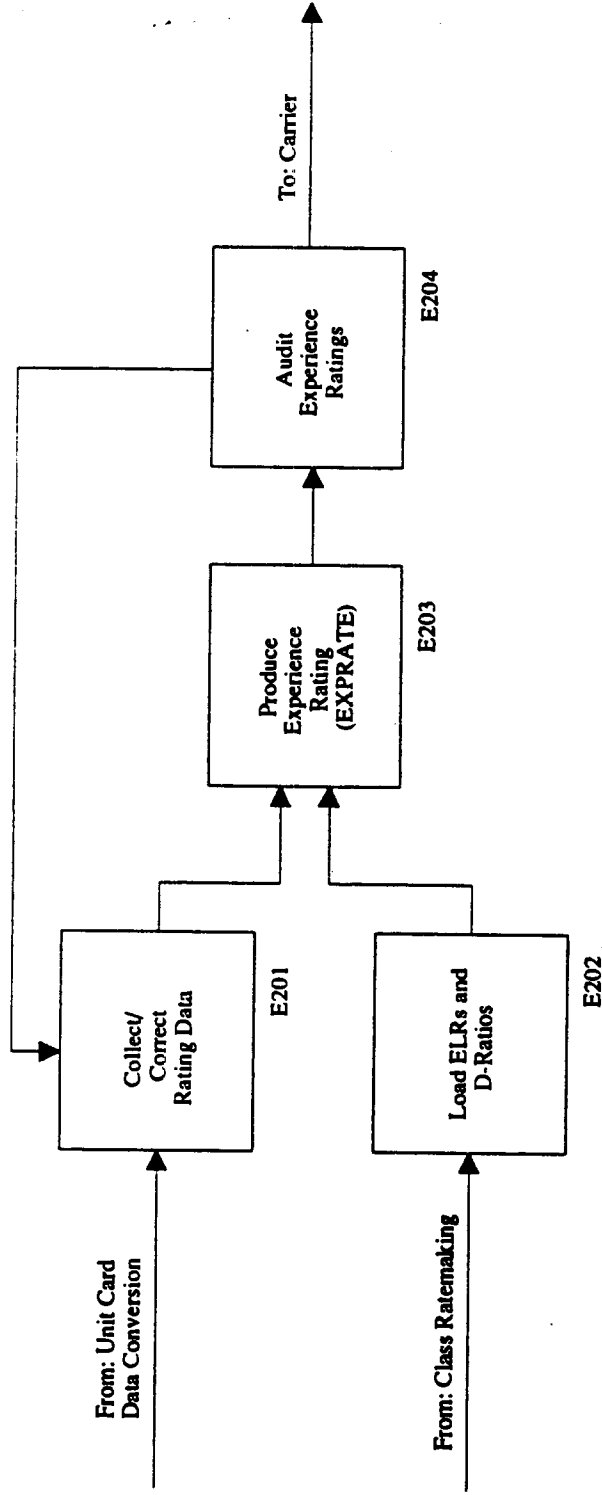 From: Unit Card
Data Conversion
Collect/
Correct
Rating Data
E201
From: Class Ratemaking
Load ELRs and
D-Ratios
E202
Produce
Experience
Rating
(EXPRATE)
E203
Audit
Experience
Ratings
E204
To: Carrier